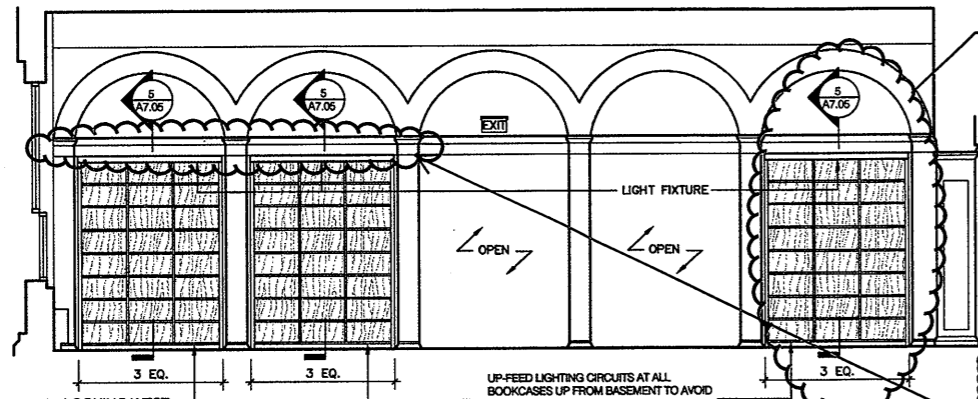 5
A7.05
5
A7.05
5
A7.05
EXIT
LIGHT FIXTURE
OPEN
OPEN
3 EQ.
3 EQ.
3 EQ.
UP-FEED LIGHTING CIRCUITS AT ALL
BOOKCASES UP FROM BASEMENT TO AVOID